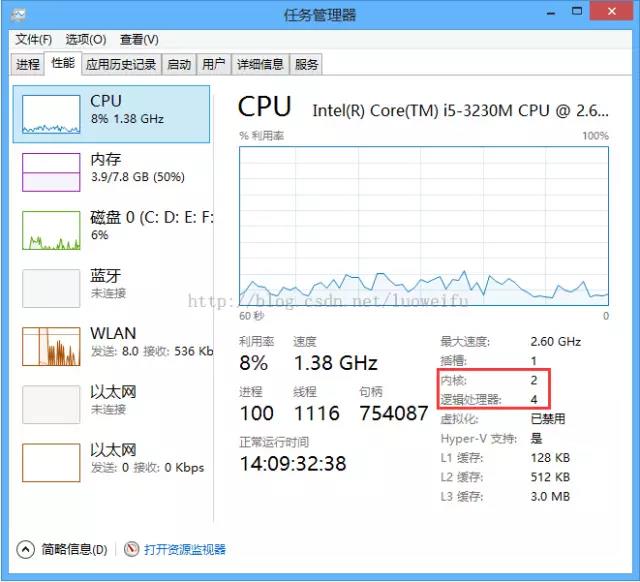 任务管理器
文件(F) 选项(O) 查看(V)
进程 性能 应用历史记录 启动 用户 详细信息 服务
CPU
8% 1.38 GHz
内存
3.9/7.8 GB (50%)
磁盘 0 (C: D: E: F:
6%
蓝牙
未连接
WLAN
发送: 8.0 接收: 536 Kb
以太网
未连接
以太网
发送: 0 接收: 0 Kbps
CPU Intel(R) Core(TM) i5-3230M CPU @ 2.6...
% 利用率 100%
http://blog.csdn.net/luoweifu
60 秒 0
利用率 速度
8% 1.38 GHz
进程 线程 句柄
100 1116 754087
正常运行时间
14:09:32:38
最大速度: 2.60 GHz
插槽: 1
内核: 2
逻辑处理器: 4
虚拟化: 已禁用
Hyper-V 支持: 是
L1 缓存: 128 KB
L2 缓存: 512 KB
L3 缓存: 3.0 MB
简略信息(D) 打开资源监视器